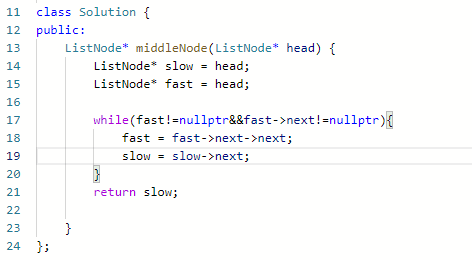 11 class Solution {
12 public:
13     ListNode* middleNode(ListNode* head) {
14         ListNode* slow = head;
15         ListNode* fast = head;
16
17         while(fast!=nullptr&&fast->next!=nullptr){
18             fast = fast->next->next;
19             slow = slow->next;
20         }
21         return slow;
22
23     }
24 };